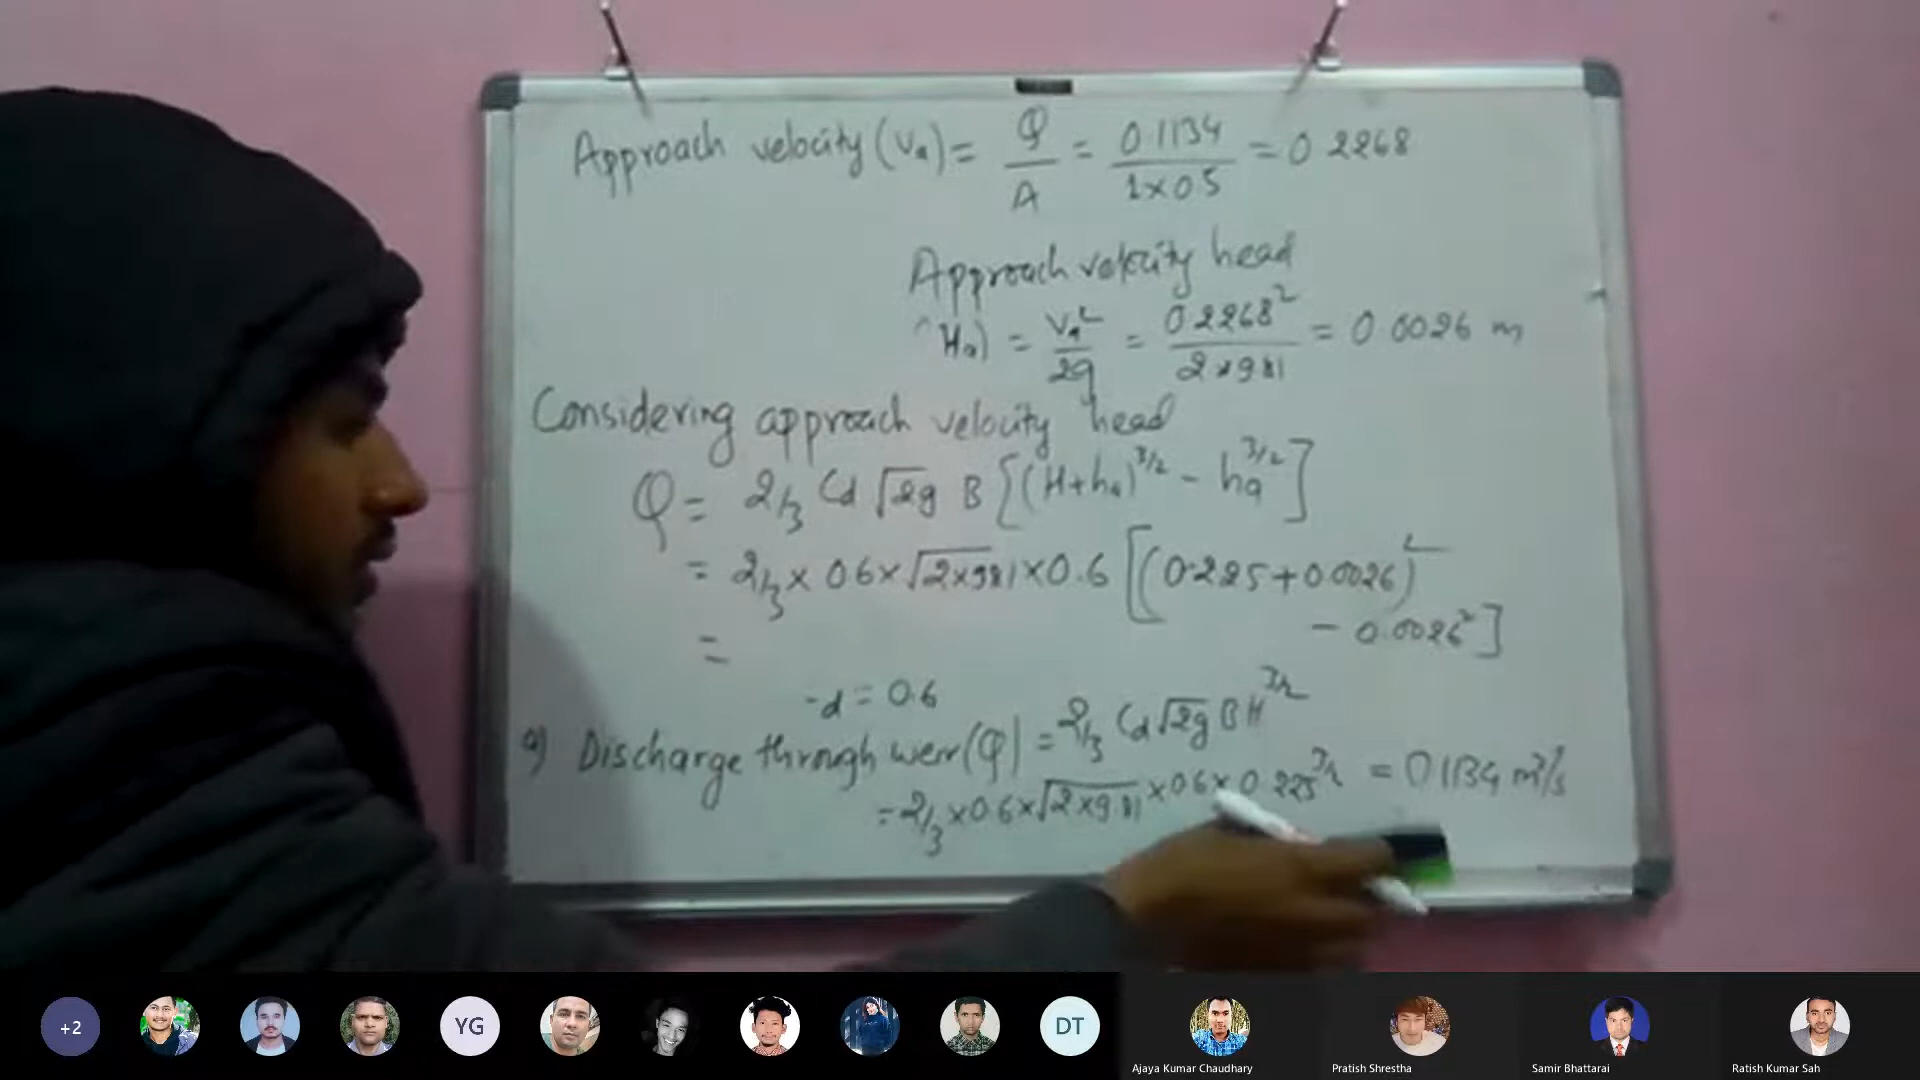 Approach velocity (Va) = Q/A = 0.1134/1×0.5 = 0.2268
Approach velocity head
Ha) = Va²/2g = 0.2268²/2×9.81 = 0.0026 m
Considering approach velocity head
Q = 2/3 Cd √2g B [(H+ha)^3/2 - ha^3/2]
= 2/3 × 0.6 × √2×9.81 × 0.6 [(0.225+0.0026)²
- 0.0026²]
=
-d = 0.6
a) Discharge through weir (Q) = 2/3 Cd √2g B H^3/2
= 2/3 × 0.6 × √2×9.81 × 0.6 × 0.225^3/2 = 0.1134 m³/s
+2
YG
DT
Ajaya Kumar Chaudhary
Pratish Shrestha
Samir Bhattarai
Ratish Kumar Sah